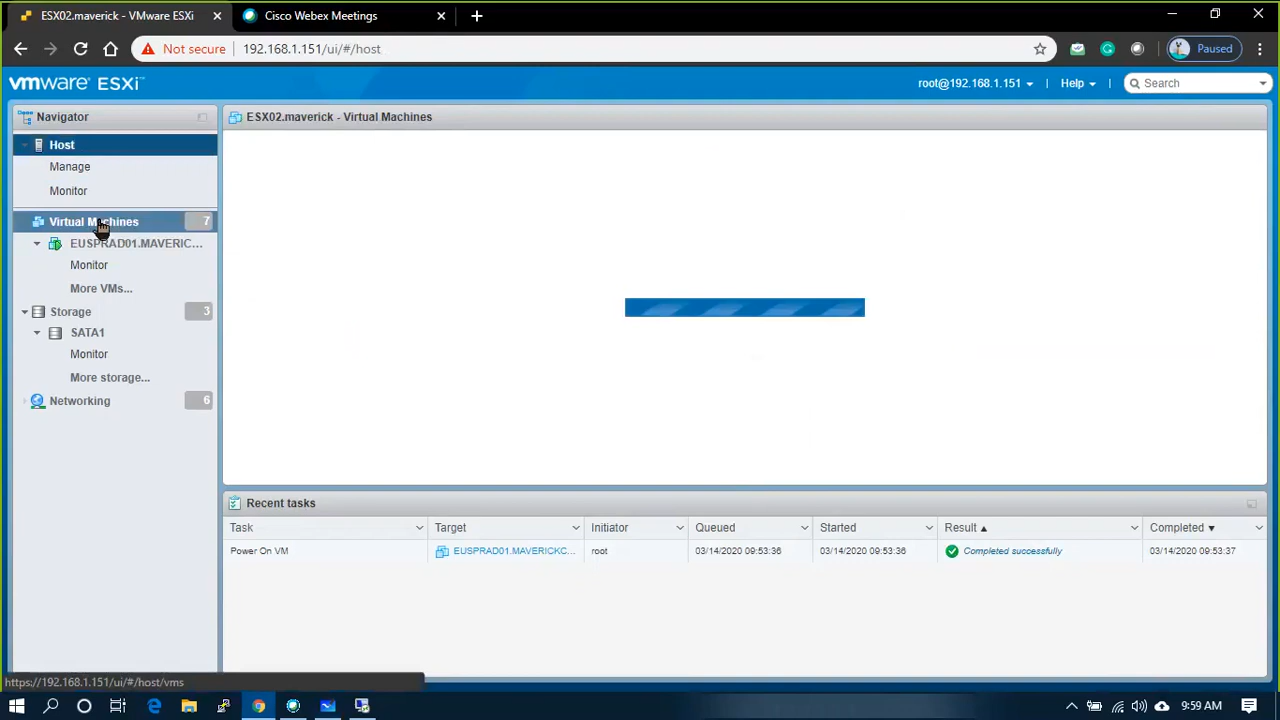 ESX02.maverick - VMware ESXi
Cisco Webex Meetings
Not secure 192.168.1.151/ui/#/host
Paused
vmware ESXi™
root@192.168.1.151 Help Search
Navigator
Host
Manage
Monitor
Virtual Machines 7
EUSPRAD01.MAVERIC...
Monitor
More VMs...
Storage 3
SATA1
Monitor
More storage...
Networking 6
ESX02.maverick - Virtual Machines
Recent tasks
Task Target Initiator Queued Started Result Completed
Power On VM EUSPRAD01.MAVERICKC... root 03/14/2020 09:53:36 03/14/2020 09:53:36 Completed successfully 03/14/2020 09:53:37
https://192.168.1.151/ui/#/host/vms
9:59 AM